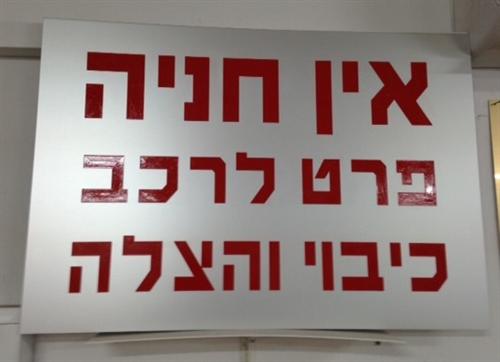 אין חניה
פרט לרכב
כיבוי והצלה